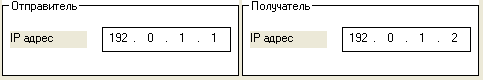 Отправитель
IP адрес 192 . 0 . 1 . 1
Получатель
IP адрес 192 . 0 . 1 . 2